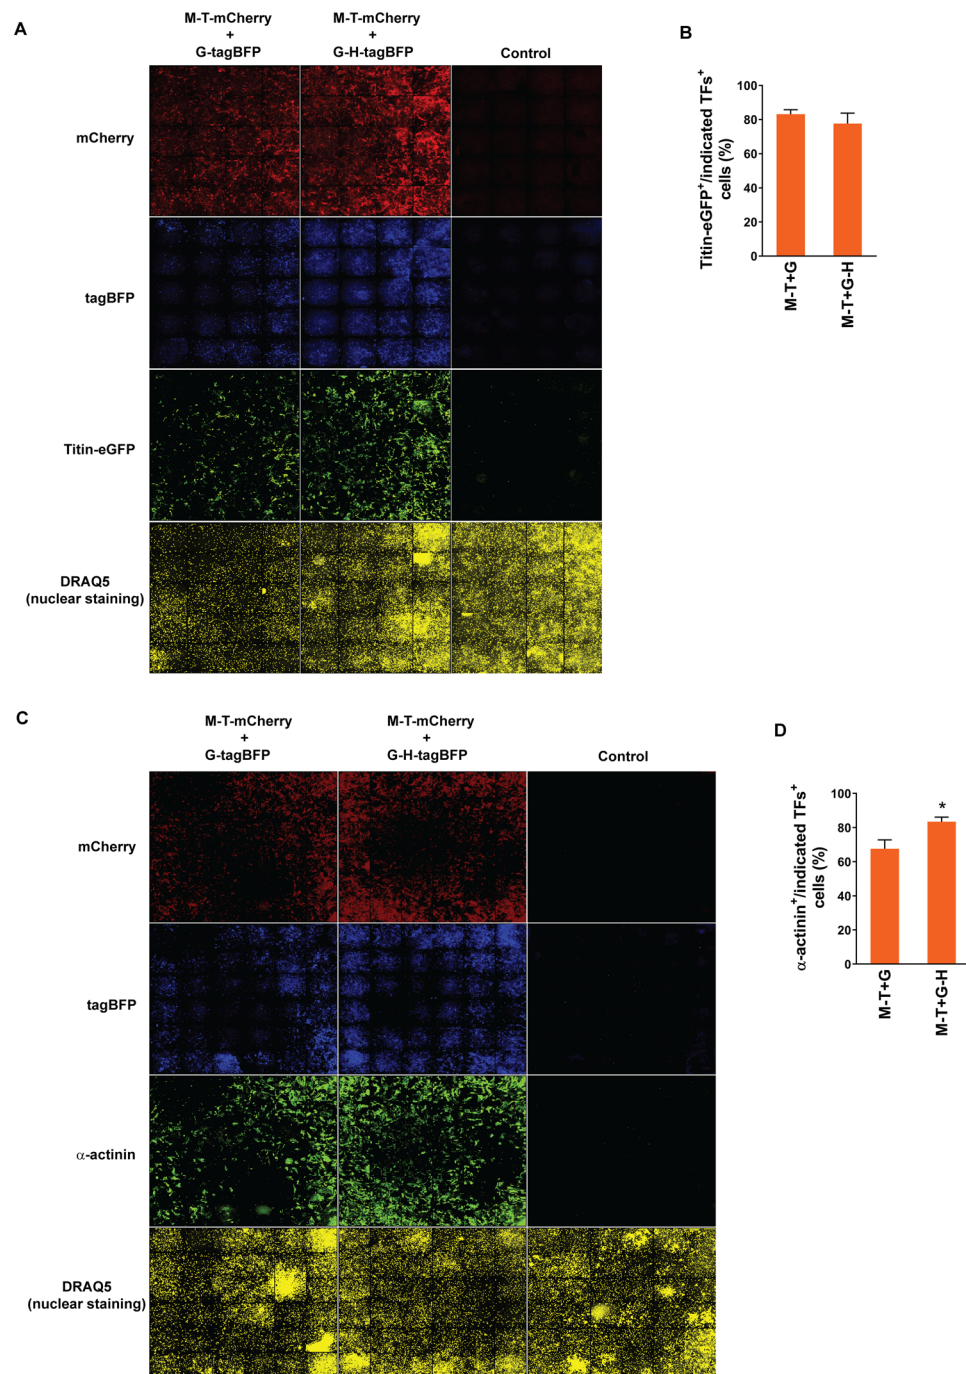 A
M-T-mCherry
+
G-tagBFP
M-T-mCherry
+
G-H-tagBFP
Control
mCherry
tagBFP
Titin-eGFP
DRAQ5
(nuclear staining)
B
Titin-eGFP⁺/indicated TFs⁺
cells (%)
100
80
60
40
20
0
M-T+G
M-T+G-H
C
M-T-mCherry
+
G-tagBFP
M-T-mCherry
+
G-H-tagBFP
Control
mCherry
tagBFP
α-actinin
DRAQ5
(nuclear staining)
D
α-actinin⁺/indicated TFs⁺
cells (%)
100
80
60
40
20
0
*
M-T+G
M-T+G-H